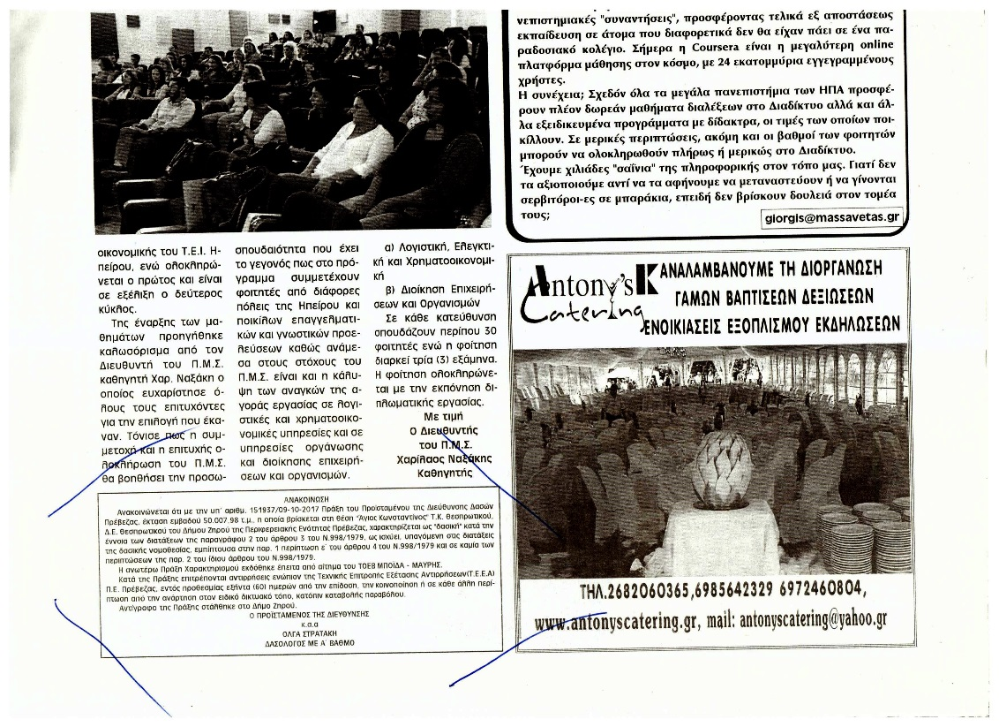 οικονομικής του Τ.Ε.Ι. Η-
πείρου, ενώ ολοκληρώ-
νεται ο πρώτος και είναι
σε εξέλιξη ο δεύτερος
κύκλος.
Της έναρξης των μα-
θημάτων προηγήθηκε
καλωσόρισμα από τον
Διευθυντή του Π.Μ.Σ.
καθηγητή Χαρ. Ναξάκη ο
οποίος ευχαρίστησε ό-
λους τους επιτυχόντες
για την επιλογή που έκα-
ναν. Τόνισε πως η συμ-
μετοχή και η επιτυχής ο-
λοκλήρωση του Π.Μ.Σ.
θα βοηθήσει την προσω-
σπουδαιότητα που έχει
το γεγονός πως στο πρό-
γραμμα συμμετέχουν
φοιτητές από διάφορες
πόλεις της Ηπείρου και
ποικίλων επαγγελματι-
κών και γνωστικών προε-
λεύσεων καθώς ανάμε-
σα στους στόχους του
Π.Μ.Σ. είναι και η κάλυ-
ψη των αναγκών της α-
γοράς εργασίας σε λογι-
στικές και χρηματοοικο-
νομικές υπηρεσίες και σε
υπηρεσίες οργάνωσης
και διοίκησης επιχειρή-
σεων και οργανισμών.
α) Λογιστική, Ελεγκτι-
κή και Χρηματοοικονομι-
κή
β) Διοίκηση Επιχειρή-
σεων και Οργανισμών
Σε κάθε κατεύθυνση
σπουδάζουν περίπου 30
φοιτητές ενώ η φοίτηση
διαρκεί τρία (3) εξάμηνα.
Η φοίτηση ολοκληρώνε-
ται με την εκπόνηση δι-
πλωματικής εργασίας.
Με τιμή
Ο Διευθυντής
του Π.Μ.Σ.
Χαρίλαος Ναξάκης
Καθηγητής
ΑΝΑΚΟΙΝΩΣΗ
Ανακοινώνεται ότι με την υπ΄ αριθμ. 151937/09-10-2017 Πράξη του Προϊσταμένου της Διεύθυνσης Δασών
Πρέβεζας, έκταση εμβαδού 50.007,98 τ.μ., η οποία βρίσκεται στη θέση "Άγιος Κωνσταντίνος" Τ.Κ. Θεσπρωτικού,
Δ.Ε. Θεσπρωτικού του Δήμου Ζηρού της Περιφερειακής Ενότητας Πρέβεζας, χαρακτηρίζεται ως "δασική" κατά την
έννοια των διατάξεων της παραγράφου 2 του άρθρου 3 του Ν.998/1979, ως ισχύει, υπαγόμενη στις διατάξεις
της δασικής νομοθεσίας, εμπίπτουσα στην παρ. 1 περίπτωση ε΄ του άρθρου 4 του Ν.998/1979 και σε καμία των
περιπτώσεων της παρ. 2 του ίδιου άρθρου του Ν.998/1979.
Η ανωτέρω Πράξη Χαρακτηρισμού εκδόθηκε έπειτα από αίτημα του ΤΟΕΒ ΜΠΟΪΔΑ - ΜΑΥΡΗΣ.
Κατά της Πράξης επιτρέπονται αντιρρήσεις ενώπιον της Τεχνικής Επιτροπής Εξέτασης Αντιρρήσεων(Τ.Ε.Ε.Α)
Π.Ε. Πρέβεζας, εντός προθεσμίας εξήντα (60) ημερών από την επίδοση, την κοινοποίηση ή σε κάθε άλλη περί-
πτωση από την ανάρτηση στον ειδικό δικτυακό τόπο, κατόπιν καταβολής παραβόλου.
Αντίγραφο της Πράξης στάλθηκε στο Δήμο Ζηρού.
Ο ΠΡΟΪΣΤΑΜΕΝΟΣ ΤΗΣ ΔΙΕΥΘΥΝΣΗΣ
κ.α.α
ΟΛΓΑ ΣΤΡΑΤΑΚΗ
ΔΑΣΟΛΟΓΟΣ ΜΕ Α΄ ΒΑΘΜΟ
νεπιστημιακές "συναντήσεις", προσφέροντας τελικά εξ αποστάσεως
εκπαίδευση σε άτομα που διαφορετικά δεν θα είχαν πάει σε ένα πα-
ραδοσιακό κολέγιο. Σήμερα η Coursera είναι η μεγαλύτερη online
πλατφόρμα μάθησης στον κόσμο, με 24 εκατομμύρια εγγεγραμμένους
χρήστες.
Η συνέχεια; Σχεδόν όλα τα μεγάλα πανεπιστήμια των ΗΠΑ προσφέ-
ρουν πλέον δωρεάν μαθήματα διαλέξεων στο Διαδίκτυο αλλά και άλ-
λα εξειδικευμένα προγράμματα με δίδακτρα, οι τιμές των οποίων ποι-
κίλλουν. Σε μερικές περιπτώσεις, ακόμη και οι βαθμοί των φοιτητών
μπορούν να ολοκληρωθούν πλήρως ή μερικώς στο Διαδίκτυο.
Έχουμε χιλιάδες "σαΐνια" της πληροφορικής στον τόπο μας. Γιατί δεν
τα αξιοποιούμε αντί να τα αφήνουμε να μεταναστεύουν ή να γίνονται
σερβιτόροι-ες σε μπαράκια, επειδή δεν βρίσκουν δουλειά στον τομέα
τους;
giorgis@massavetas.gr
Antony's K
Catering
ΑΝΑΛΑΜΒΑΝΟΥΜΕ ΤΗ ΔΙΟΡΓΑΝΩΣΗ
ΓΑΜΩΝ ΒΑΠΤΙΣΕΩΝ ΔΕΞΙΩΣΕΩΝ
ΕΝΟΙΚΙΑΣΕΙΣ ΕΞΟΠΛΙΣΜΟΥ ΕΚΔΗΛΩΣΕΩΝ
ΤΗΛ.2682060365,6985642329 6972460804,
www.antonyscatering.gr, mail: antonyscatering@yahoo.gr